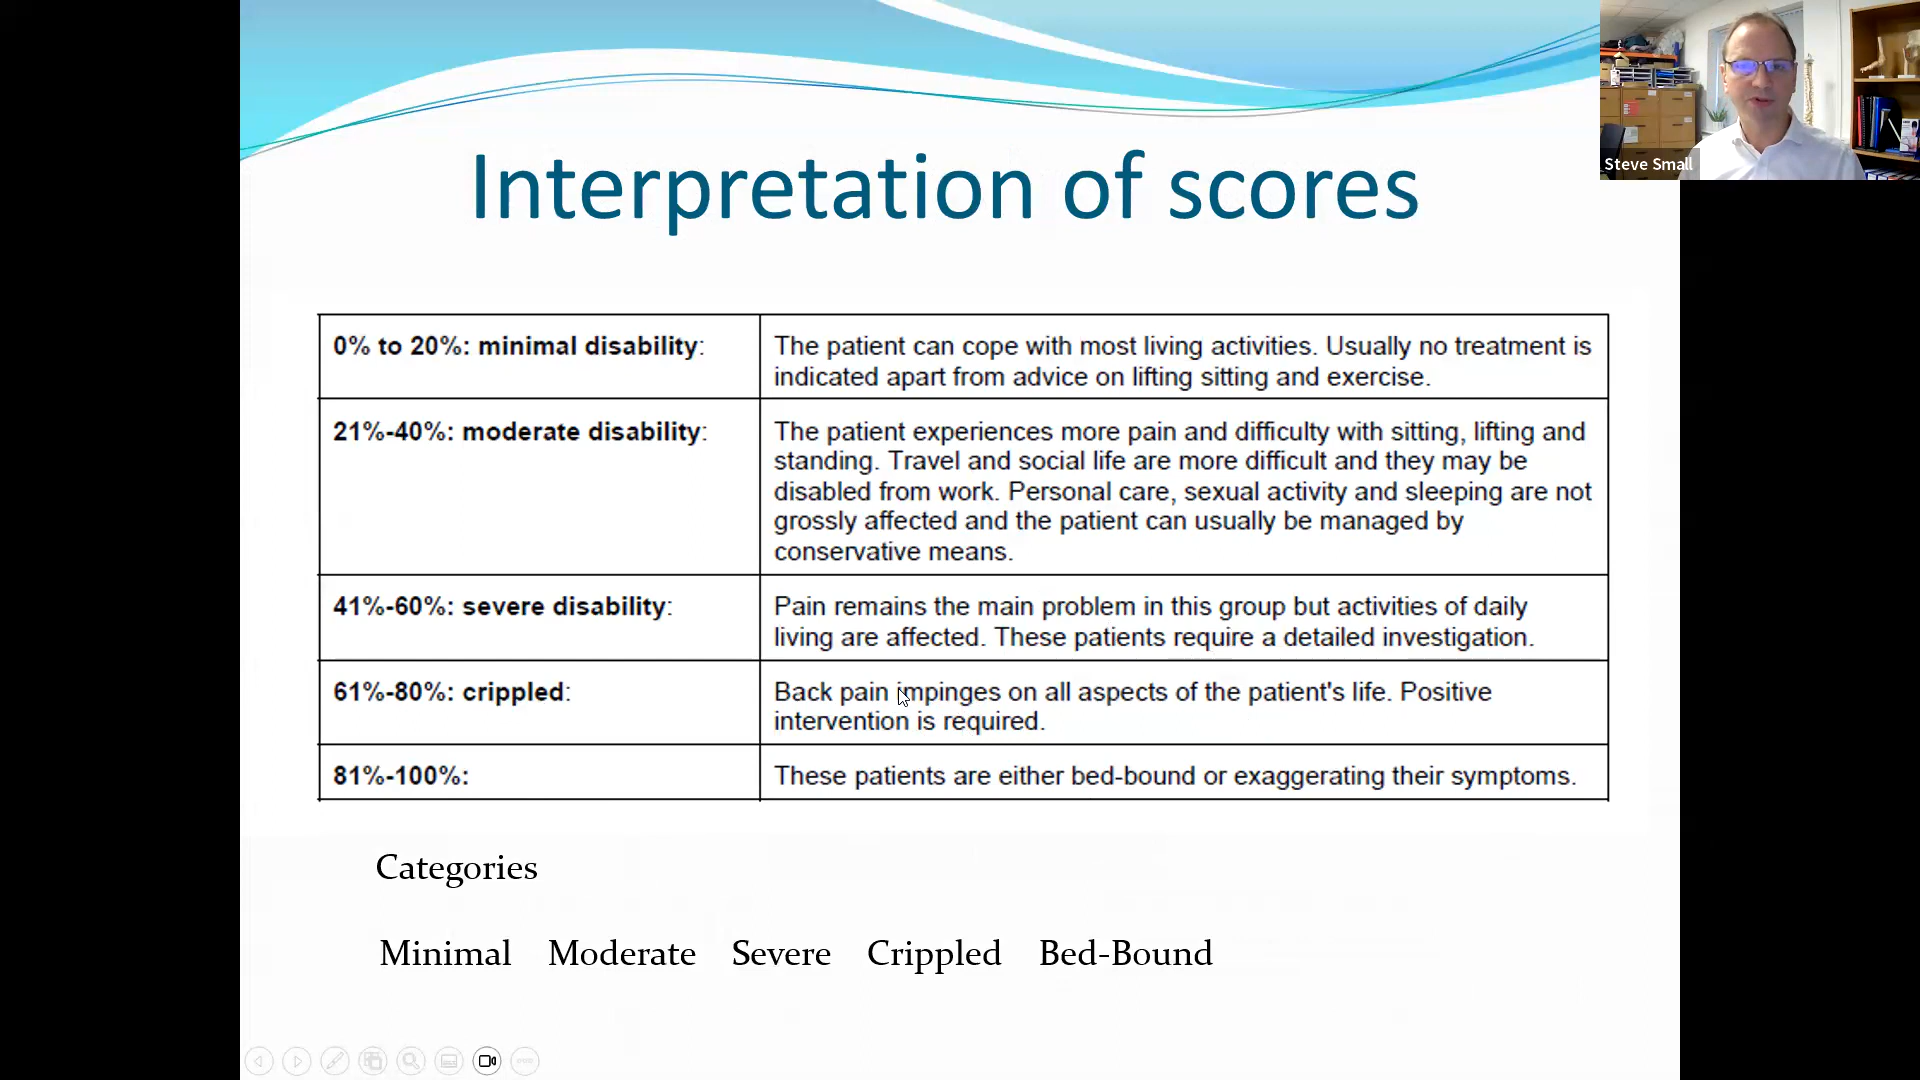 Interpretation of scores
Steve Small
0% to 20%: minimal disability:
The patient can cope with most living activities. Usually no treatment is
indicated apart from advice on lifting sitting and exercise.
21%-40%: moderate disability:
The patient experiences more pain and difficulty with sitting, lifting and
standing. Travel and social life are more difficult and they may be
disabled from work. Personal care, sexual activity and sleeping are not
grossly affected and the patient can usually be managed by
conservative means.
41%-60%: severe disability:
Pain remains the main problem in this group but activities of daily
living are affected. These patients require a detailed investigation.
61%-80%: crippled:
Back pain impinges on all aspects of the patient's life. Positive
intervention is required.
81%-100%:
These patients are either bed-bound or exaggerating their symptoms.
Categories
Minimal Moderate Severe Crippled Bed-Bound